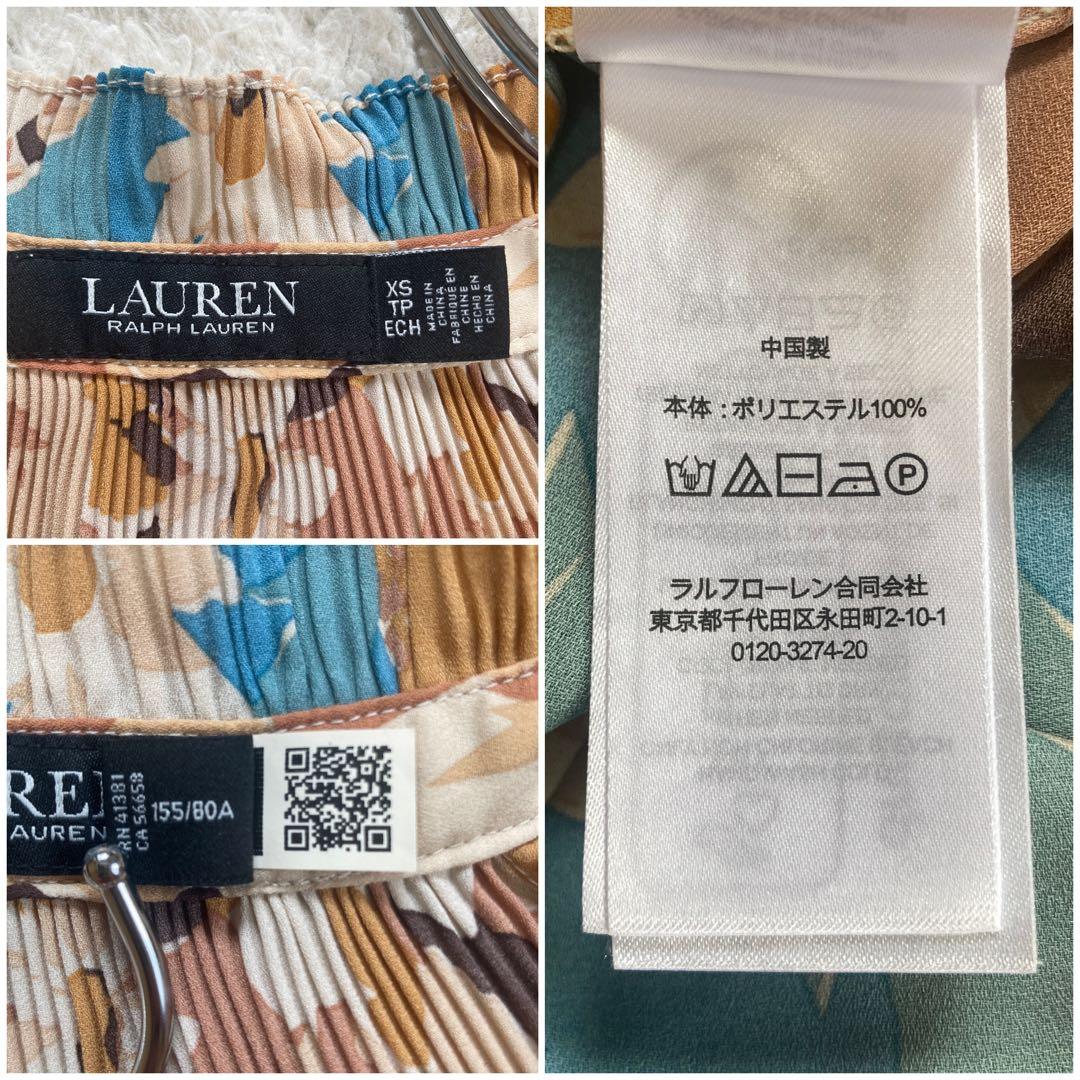 LAUREN
RALPH LAUREN
XS
TP
ECH
MADE IN
CHINA
FABRIQUÉ EN
CHINE
HECHO EN
CHINA
AUREN
RN 41381
CA 56658
155/80A
中国製
本体 : ポリエステル100%
P
ラルフローレン合同会社
東京都千代田区永田町2-10-1
0120-3274-20